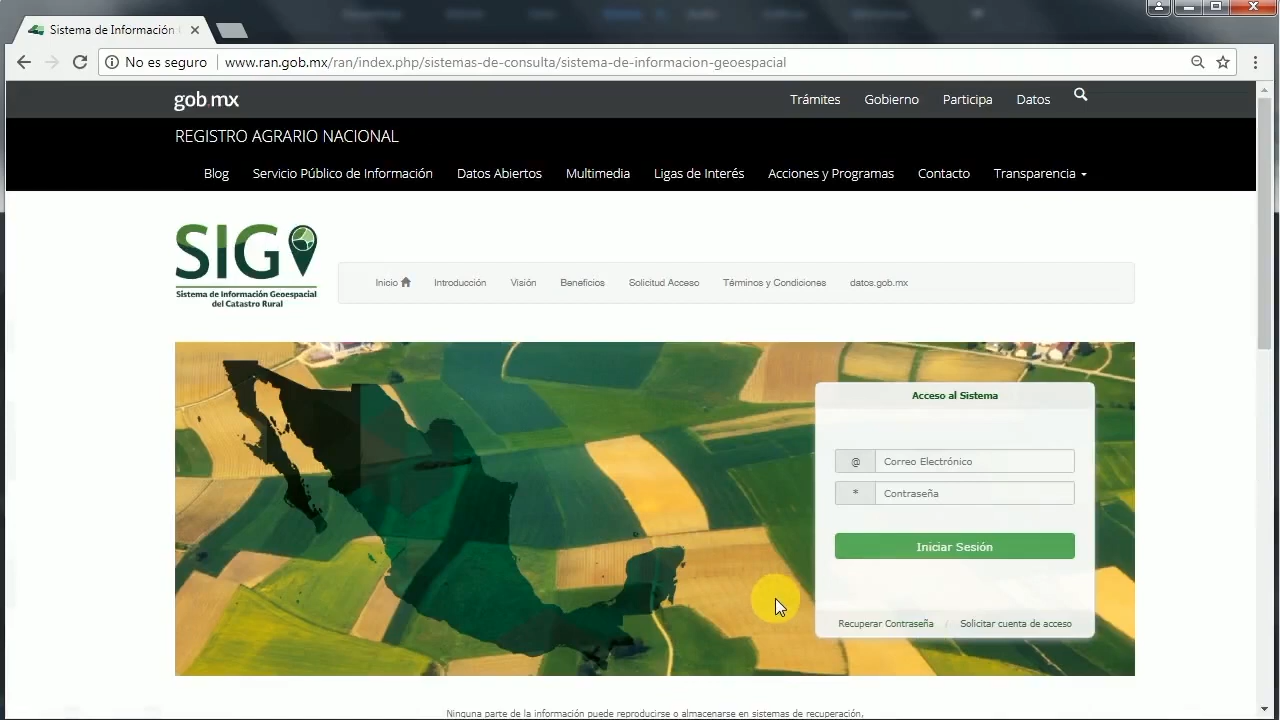 Sistema de Información
No es seguro www.ran.gob.mx/ran/index.php/sistemas-de-consulta/sistema-de-informacion-geoespacial
gob.mx Trámites Gobierno Participa Datos
REGISTRO AGRARIO NACIONAL
Blog Servicio Público de Información Datos Abiertos Multimedia Ligas de Interés Acciones y Programas Contacto Transparencia
SIG
Sistema de Información Geoespacial
del Catastro Rural
Inicio Introducción Visión Beneficios Solicitud Acceso Términos y Condiciones datos.gob.mx
Acceso al Sistema
@ Correo Electrónico
* Contraseña
Iniciar Sesión
Recuperar Contraseña / Solicitar cuenta de acceso
Ninguna parte de la información puede reproducirse o almacenarse en sistemas de recuperación,